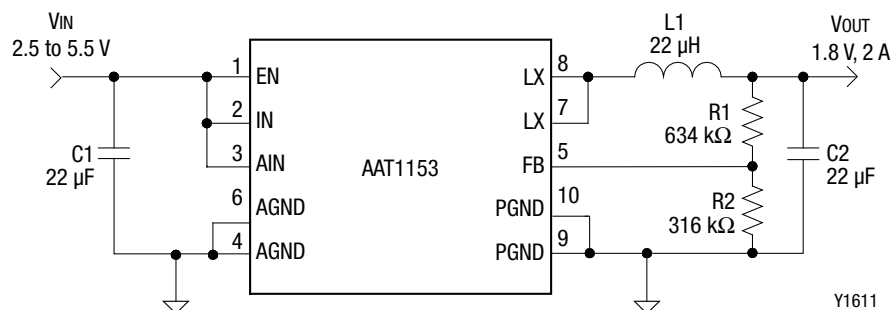 VIN
2.5 to 5.5 V
C1
22 µF
1
EN
2
IN
3
AIN
6
AGND
4
AGND
AAT1153
8
LX
7
LX
5
FB
10
PGND
9
PGND
L1
22 µH
VOUT
1.8 V, 2 A
R1
634 kΩ
R2
316 kΩ
C2
22 µF
Y1611